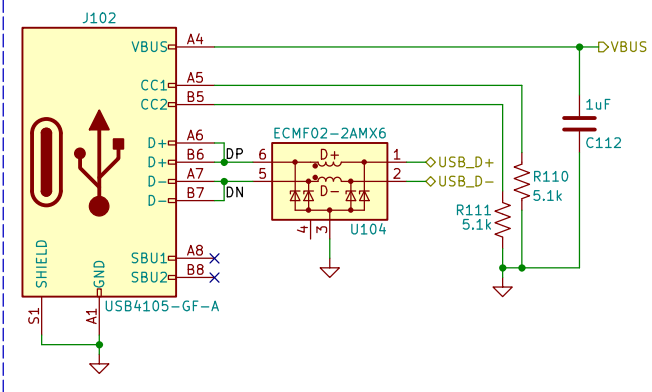 J102
VBUS A4
VBUS
CC1 A5
CC2 B5
1uF
C112
D+ A6
D+ B6
DP
D- A7
DN
D- B7
ECMF02-2AMX6
6 D+ 1
USB_D+
5 D- 2
USB_D-
4
3
U104
R110
5.1k
R111
5.1k
SBU1 A8
SBU2 B8
SHIELD
GND
USB4105-GF-A
S1
A1